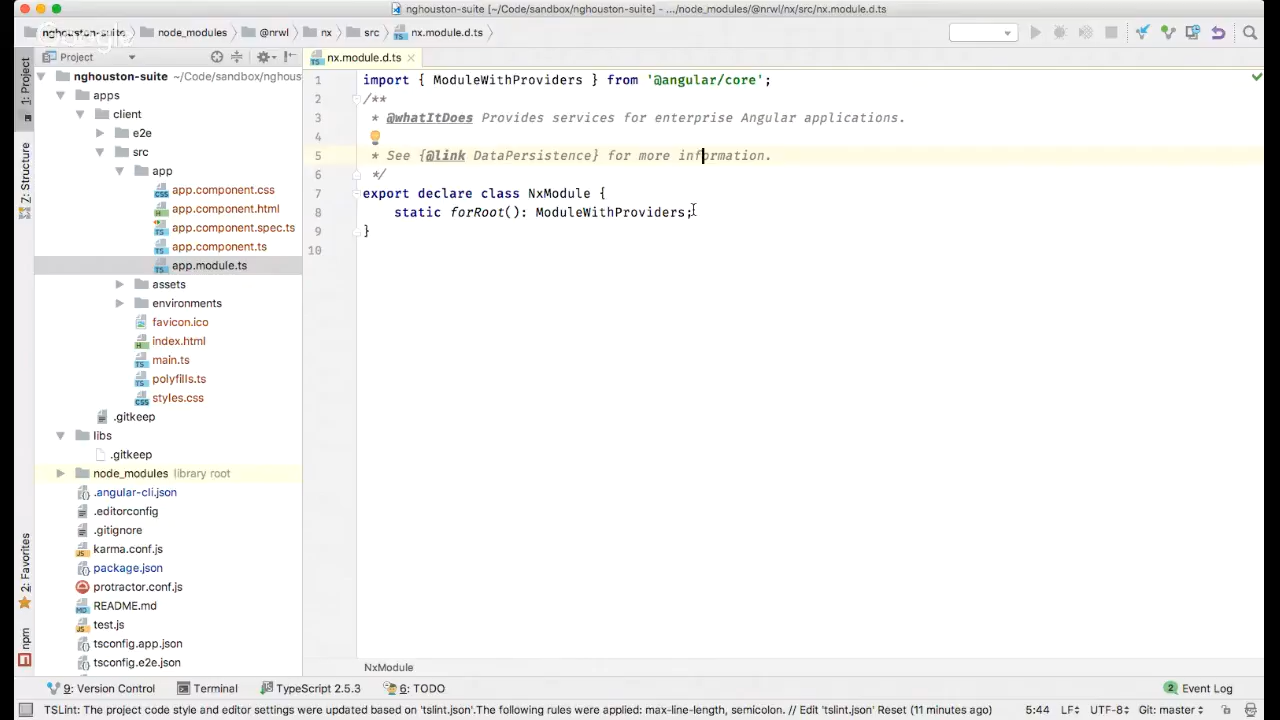 nghouston-suite [~/Code/sandbox/nghouston-suite] - .../node_modules/@nrwl/nx/src/nx.module.d.ts
nghouston-suite node_modules @nrwl nx src nx.module.d.ts
Google
Project
nx.module.d.ts
1: Project
Z: Structure
2: Favorites
npm
nghouston-suite ~/Code/sandbox/nghous
apps
client
e2e
src
app
app.component.css
app.component.html
app.component.spec.ts
app.component.ts
app.module.ts
assets
environments
favicon.ico
index.html
main.ts
polyfills.ts
styles.css
.gitkeep
libs
.gitkeep
node_modules library root
.angular-cli.json
.editorconfig
.gitignore
karma.conf.js
package.json
protractor.conf.js
README.md
test.js
tsconfig.app.json
tsconfig.e2e.json
1 import { ModuleWithProviders } from '@angular/core';
2 /**
3 * @whatItDoes Provides services for enterprise Angular applications.
4
5 * See {@link DataPersistence} for more information.
6 */
7 export declare class NxModule {
8 static forRoot(): ModuleWithProviders;
9 }
10
NxModule
9: Version Control Terminal TypeScript 2.5.3 6: TODO 2 Event Log
TSLint: The project code style and editor settings were updated based on 'tslint.json'.The following rules were applied: max-line-length, semicolon. // Edit 'tslint.json' Reset (11 minutes ago) 5:44 LF÷ UTF-8÷ Git: master÷